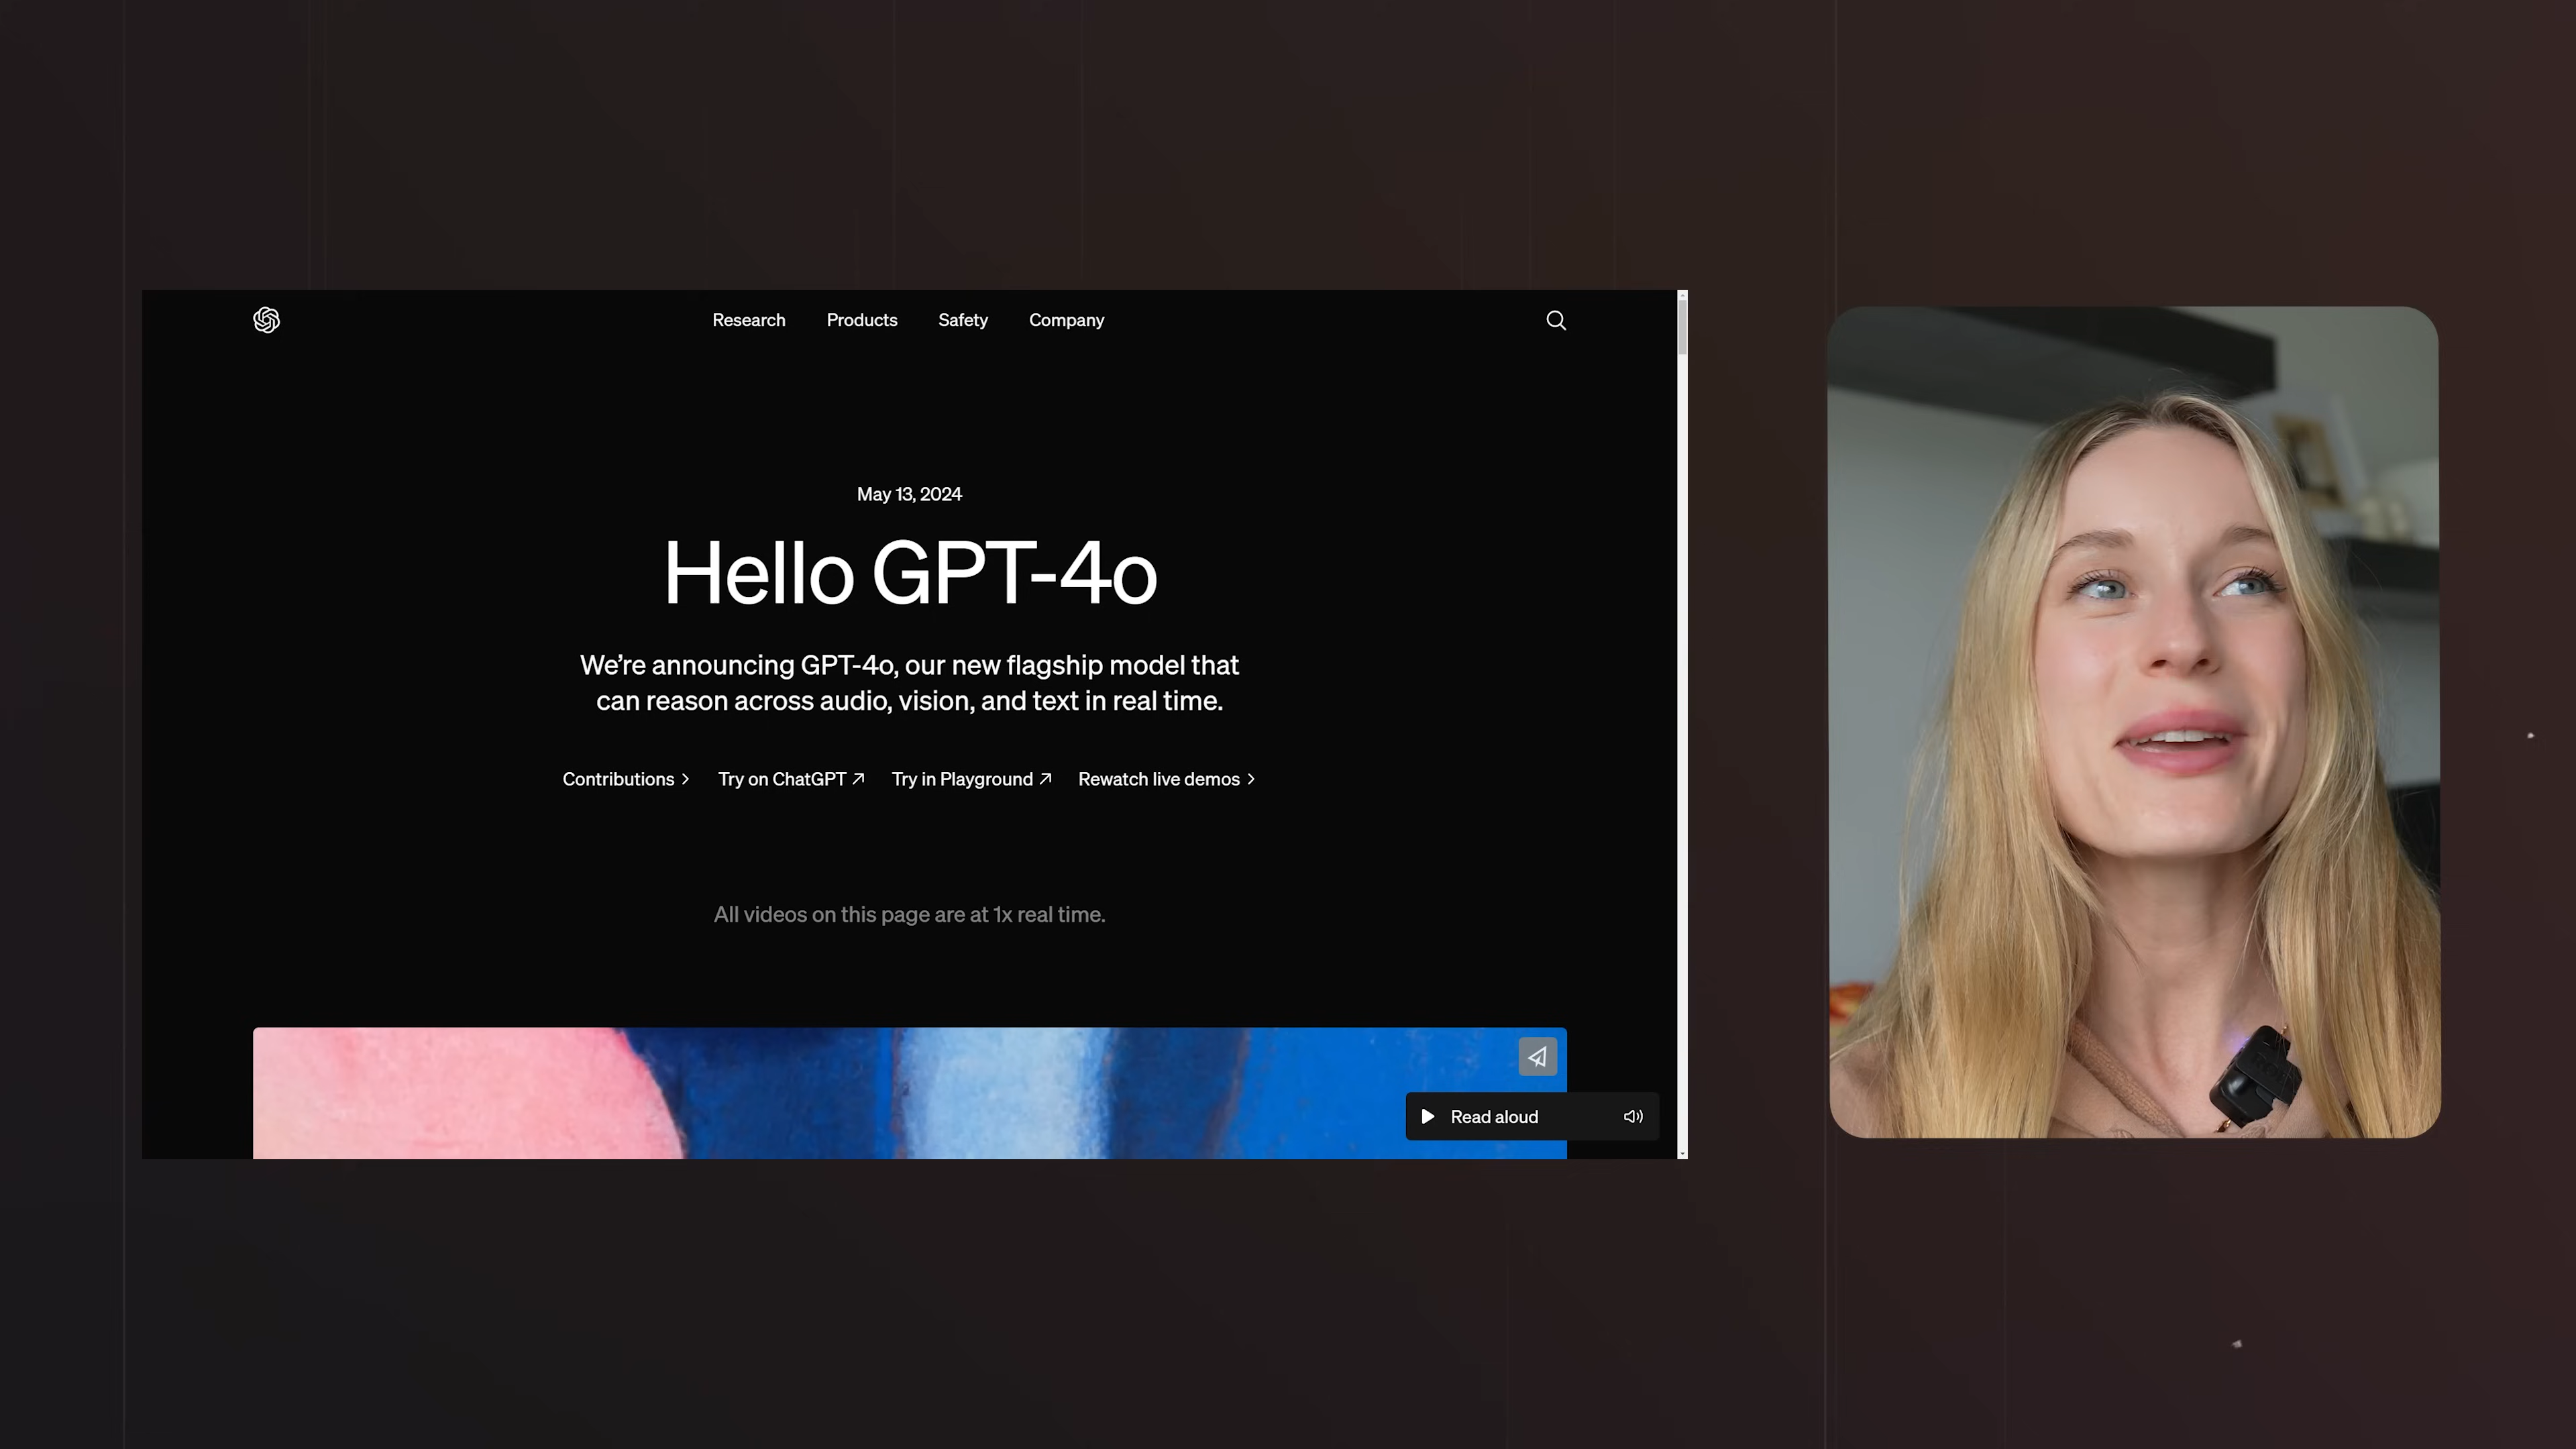 Research Products Safety Company
May 13, 2024
Hello GPT-4o
We’re announcing GPT-4o, our new flagship model that
can reason across audio, vision, and text in real time.
Contributions Try on ChatGPT Try in Playground Rewatch live demos
All videos on this page are at 1x real time.
Read aloud